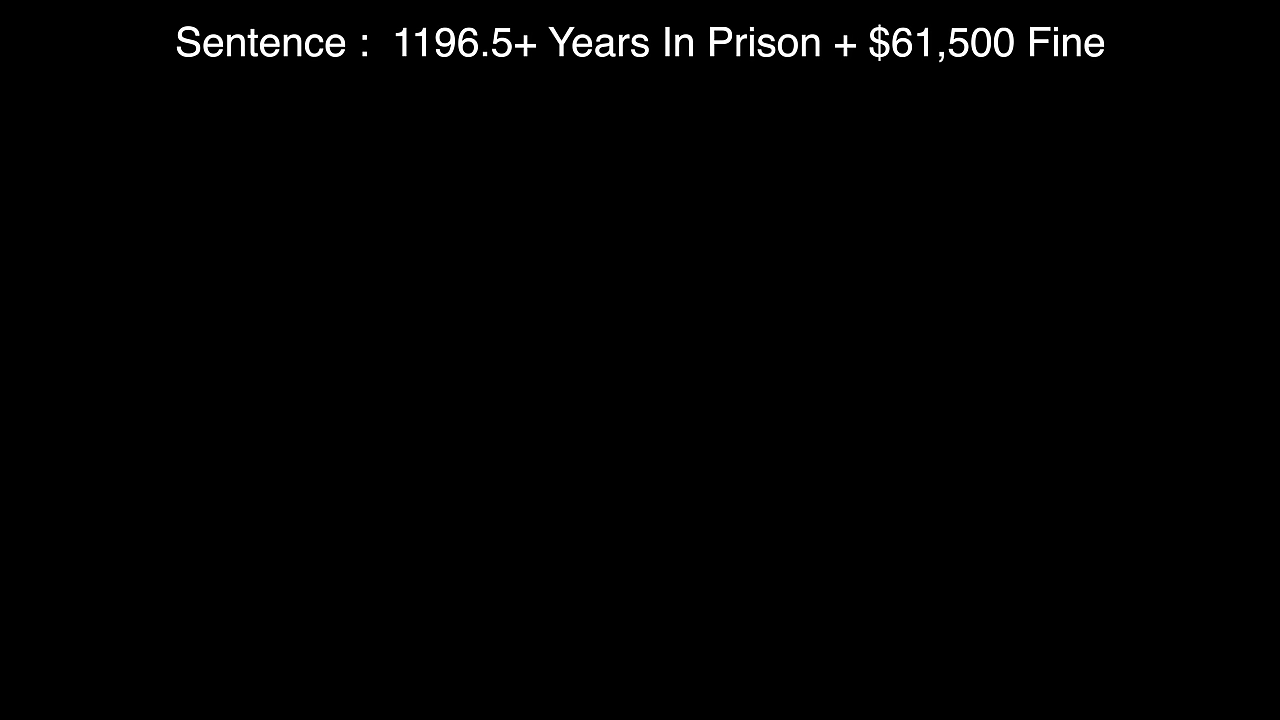 Sentence :  1196.5+ Years In Prison + $61,500 Fine